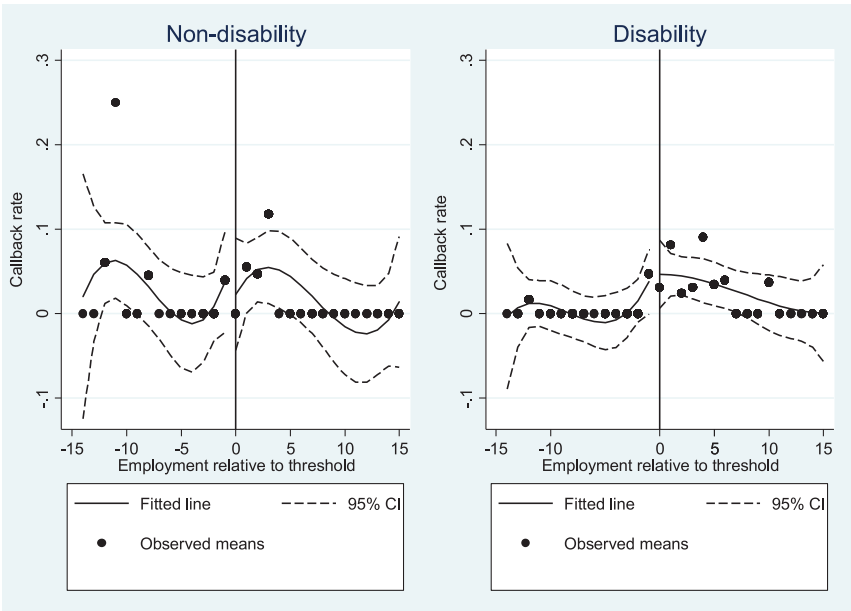 Non-disability
.3
.2
.1
0
-.1
Callback rate
-15 -10 -5 0 5 10 15
Employment relative to threshold
Fitted line 95% CI
Observed means
Disability
.3
.2
.1
0
-.1
Callback rate
-15 -10 -5 0 5 10 15
Employment relative to threshold
Fitted line 95% CI
Observed means